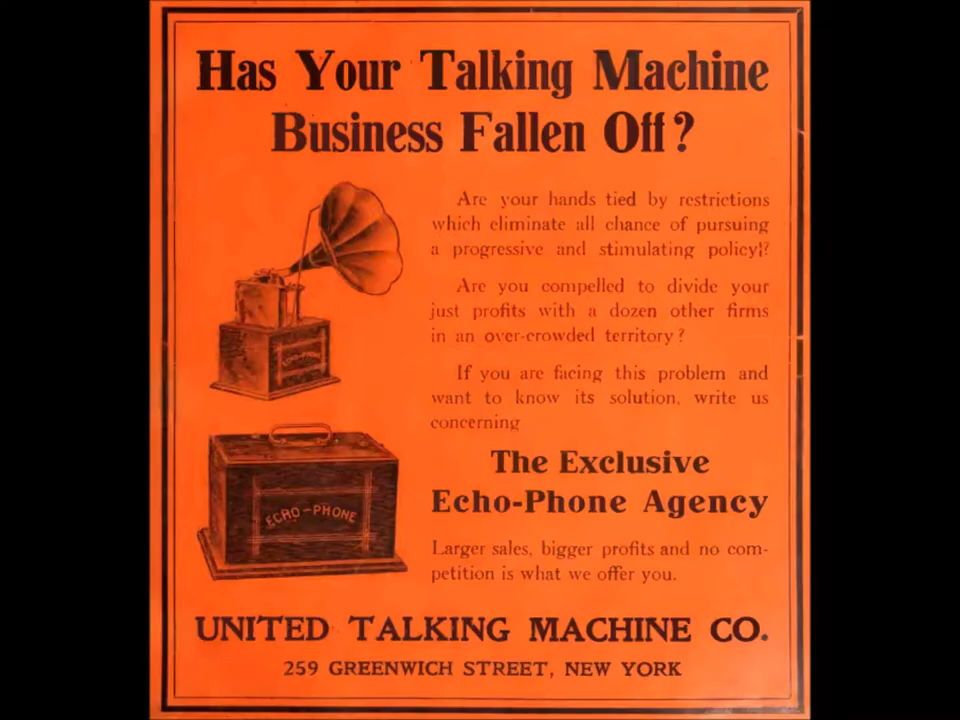 Has Your Talking Machine
Business Fallen Off?
Are your hands tied by restrictions
which eliminate all chance of pursuing
a progressive and stimulating policy?
Are you compelled to divide your
just profits with a dozen other firms
in an over-crowded territory?
If you are facing this problem and
want to know its solution, write us
concerning
ECHO-PHONE
The Exclusive
Echo-Phone Agency
ECHO-PHONE
Larger sales, bigger profits and no com-
petition is what we offer you.
UNITED TALKING MACHINE CO.
259 GREENWICH STREET, NEW YORK